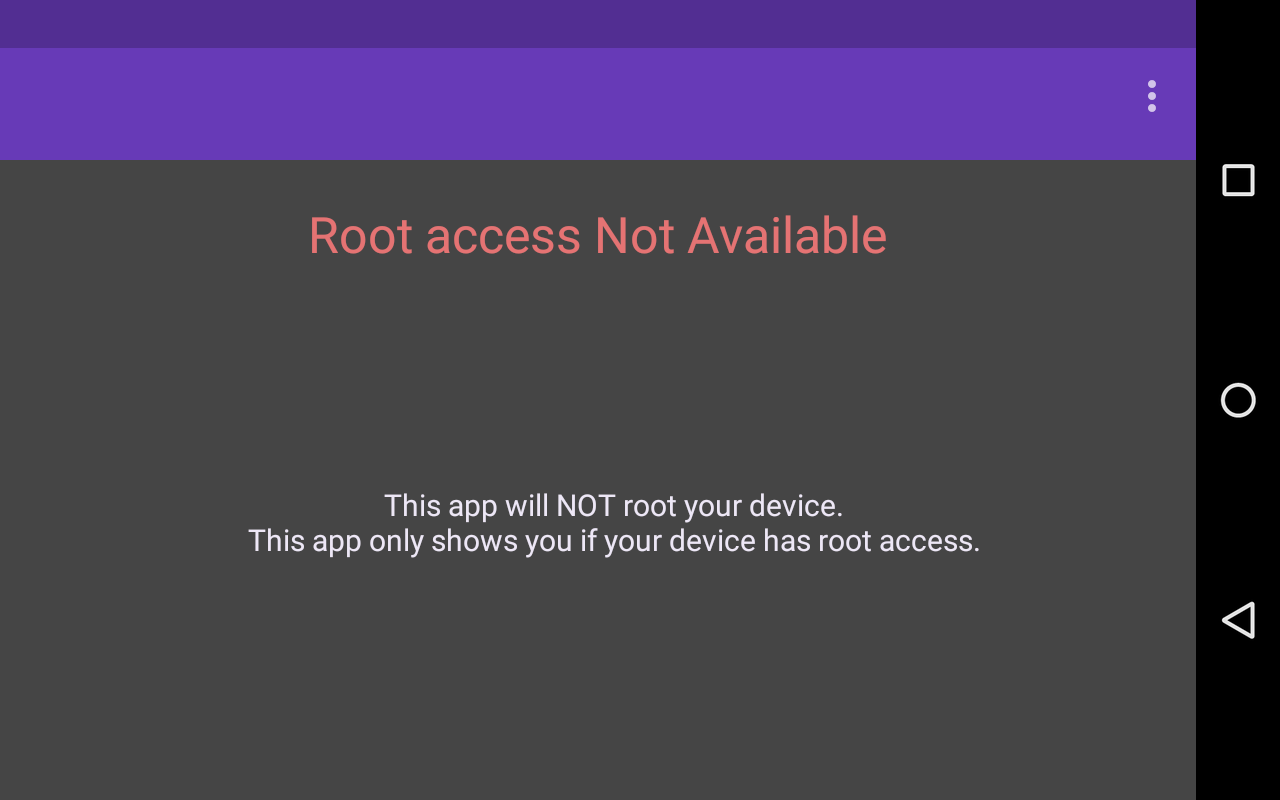 Root access Not Available
This app will NOT root your device.
This app only shows you if your device has root access.